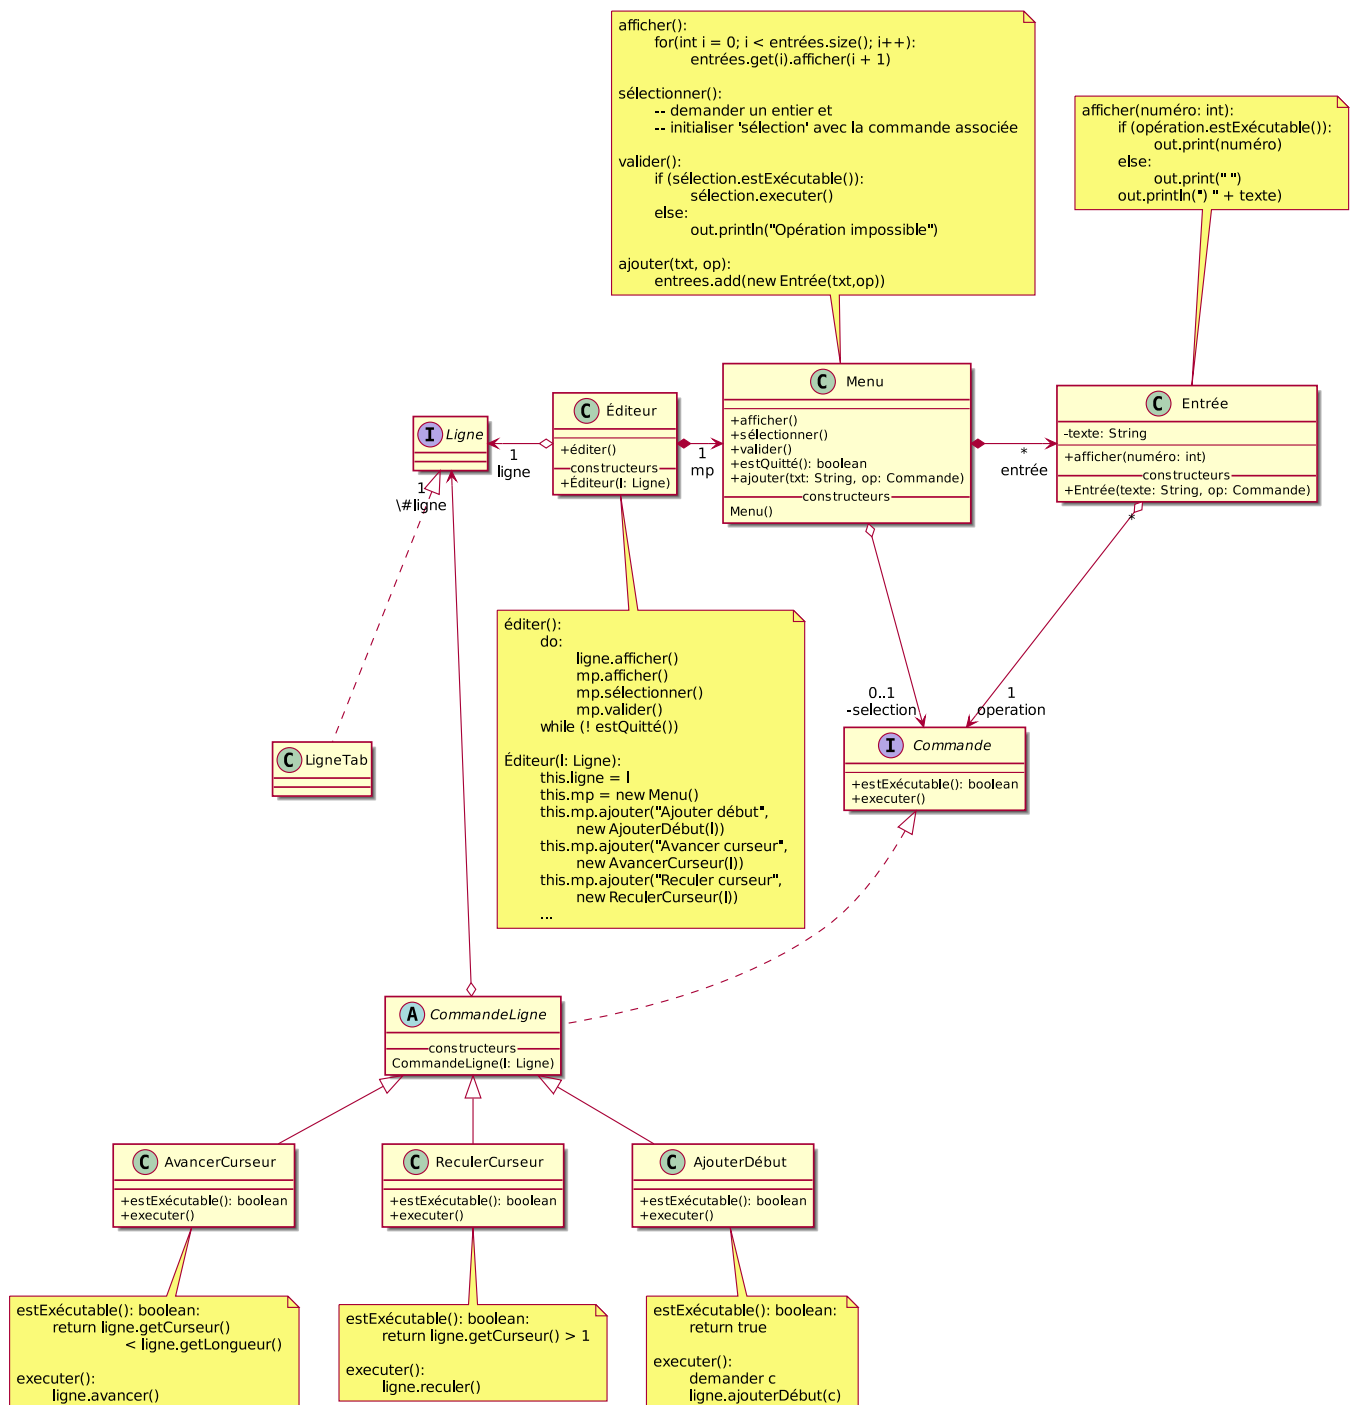 afficher():
for(int i = 0; i < entrées.size(); i++):
entrées.get(i).afficher(i + 1)
sélectionner():
-- demander un entier et
-- initialiser 'sélection' avec la commande associée
valider():
if (sélection.estExécutable()):
sélection.executer()
else:
out.println("Opération impossible")
ajouter(txt, op):
entrees.add(new Entrée(txt,op))
afficher(numéro: int):
if (opération.estExécutable()):
out.print(numéro)
else:
out.print(" ")
out.println(") " + texte)
I Ligne
C Éditeur
+éditer()
constructeurs
+Éditeur(l: Ligne)
C Menu
+afficher()
+sélectionner()
+valider()
+estQuitté(): boolean
+ajouter(txt: String, op: Commande)
constructeurs
Menu()
C Entrée
-texte: String
+afficher(numéro: int)
constructeurs
+Entrée(texte: String, op: Commande)
1
ligne
1
mp
*
entrée
1
\#ligne
*
éditer():
do:
ligne.afficher()
mp.afficher()
mp.sélectionner()
mp.valider()
while (! estQuitté())
Éditeur(l: Ligne):
this.ligne = l
this.mp = new Menu()
this.mp.ajouter("Ajouter début",
new AjouterDébut(l))
this.mp.ajouter("Avancer curseur",
new AvancerCurseur(l))
this.mp.ajouter("Reculer curseur",
new ReculerCurseur(l))
...
0..1
-selection
1
operation
C LigneTab
I Commande
+estExécutable(): boolean
+executer()
A CommandeLigne
constructeurs
CommandeLigne(l: Ligne)
C AvancerCurseur
+estExécutable(): boolean
+executer()
C ReculerCurseur
+estExécutable(): boolean
+executer()
C AjouterDébut
+estExécutable(): boolean
+executer()
estExécutable(): boolean:
return ligne.getCurseur()
< ligne.getLongueur()
executer():
ligne.avancer()
estExécutable(): boolean:
return ligne.getCurseur() > 1
executer():
ligne.reculer()
estExécutable(): boolean:
return true
executer():
demander c
ligne.ajouterDébut(c)